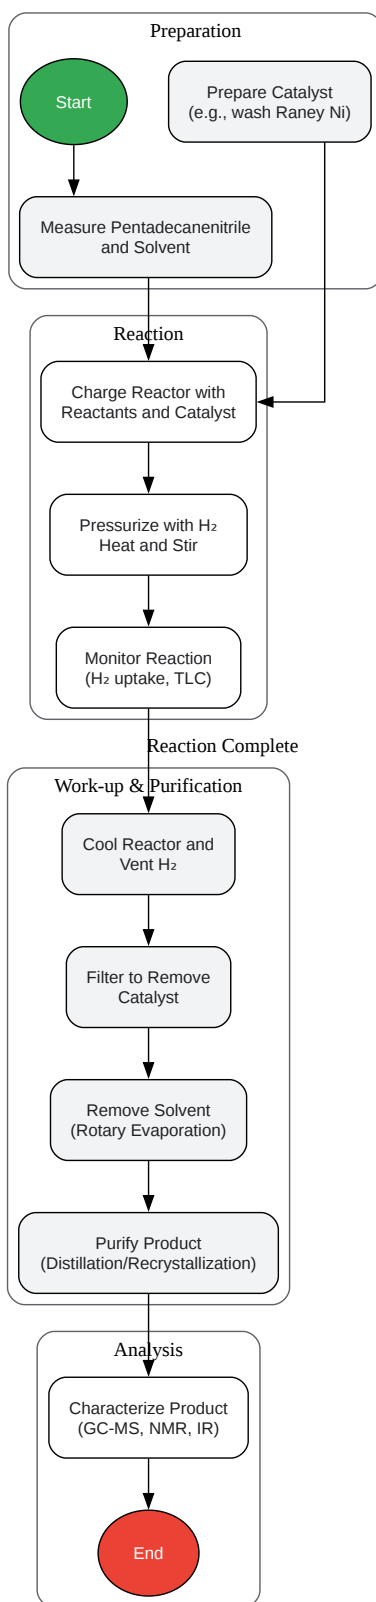 Preparation
Start
Prepare Catalyst
(e.g., wash Raney Ni)
Measure Pentadecanenitrile
and Solvent
Reaction
Charge Reactor with
Reactants and Catalyst
Pressurize with H₂
Heat and Stir
Monitor Reaction
(H₂ uptake, TLC)
Reaction Complete
Work-up & Purification
Cool Reactor and
Vent H₂
Filter to Remove
Catalyst
Remove Solvent
(Rotary Evaporation)
Purify Product
(Distillation/Recrystallization)
Analysis
Characterize Product
(GC-MS, NMR, IR)
End